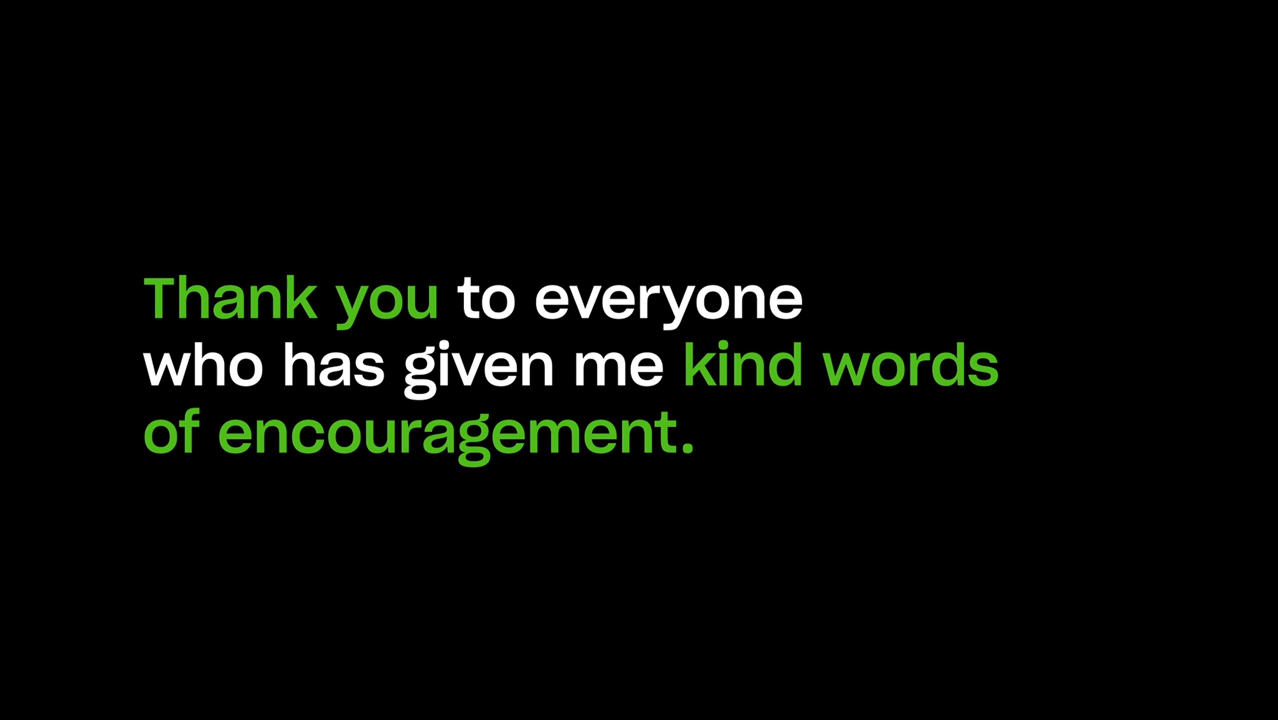 Thank you to everyone
who has given me kind words
of encouragement.